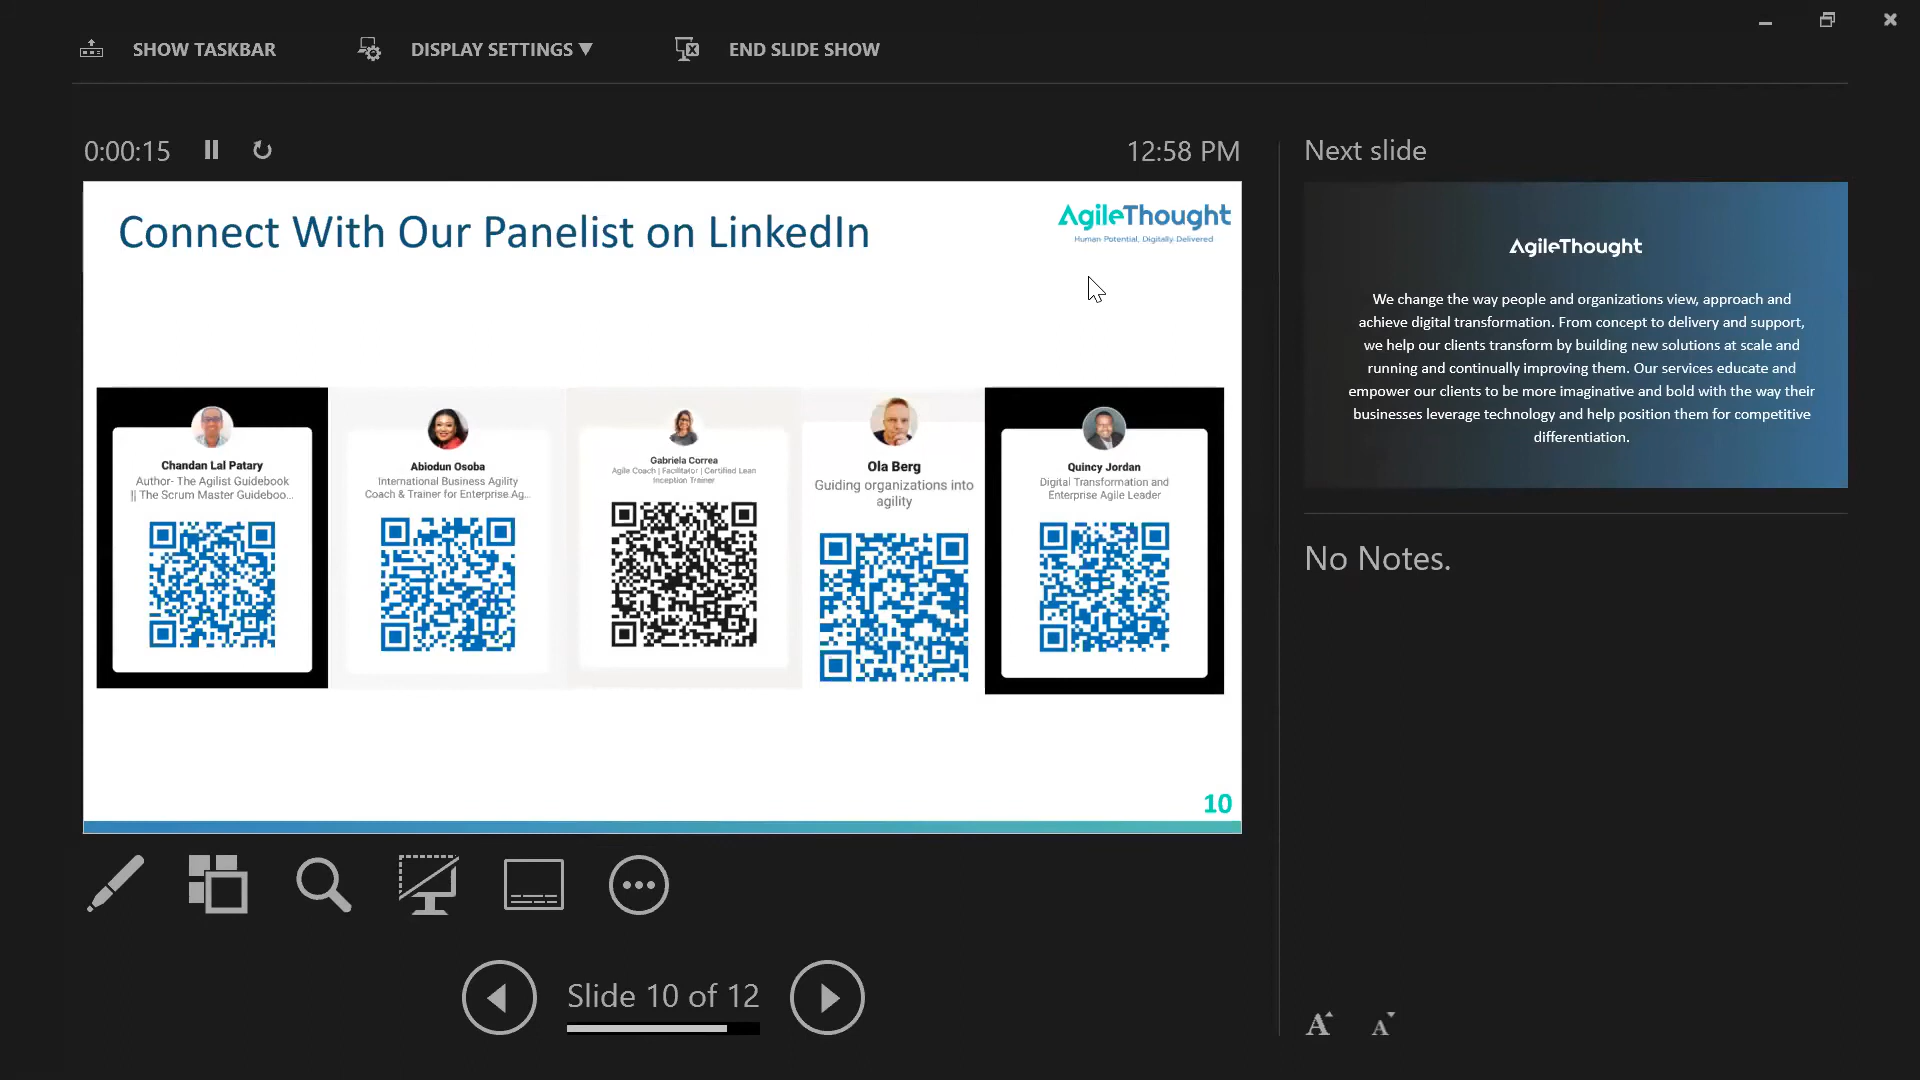 SHOW TASKBAR
DISPLAY SETTINGS ▼
END SLIDE SHOW
0:00:15
12:58 PM
Connect With Our Panelist on LinkedIn
AgileThought
Human Potential, Digitally Delivered
Chandan Lal Patary
Author- The Agilist Guidebook
|| The Scrum Master Guideboo...
Abiodun Osoba
International Business Agility
Coach & Trainer for Enterprise Ag...
Gabriela Correa
Agile Coach | Facilitator | Certified Lean
Inception Trainer
Ola Berg
Guiding organizations into
agility
Quincy Jordan
Digital Transformation and
Enterprise Agile Leader
10
Slide 10 of 12
Next slide
AgileThought
We change the way people and organizations view, approach and
achieve digital transformation. From concept to delivery and support,
we help our clients transform by building new solutions at scale and
running and continually improving them. Our services educate and
empower our clients to be more imaginative and bold with the way their
businesses leverage technology and help position them for competitive
differentiation.
No Notes.
A A